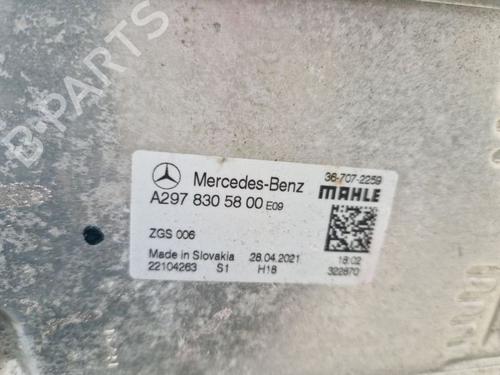 B-PARTS
Mercedes-Benz
36-707-2259
A297 830 58 00 E09
MAHLE
ZGS 006
Made in Slovakia 28.04.2021 18:02
22104263 S1 H18 322870